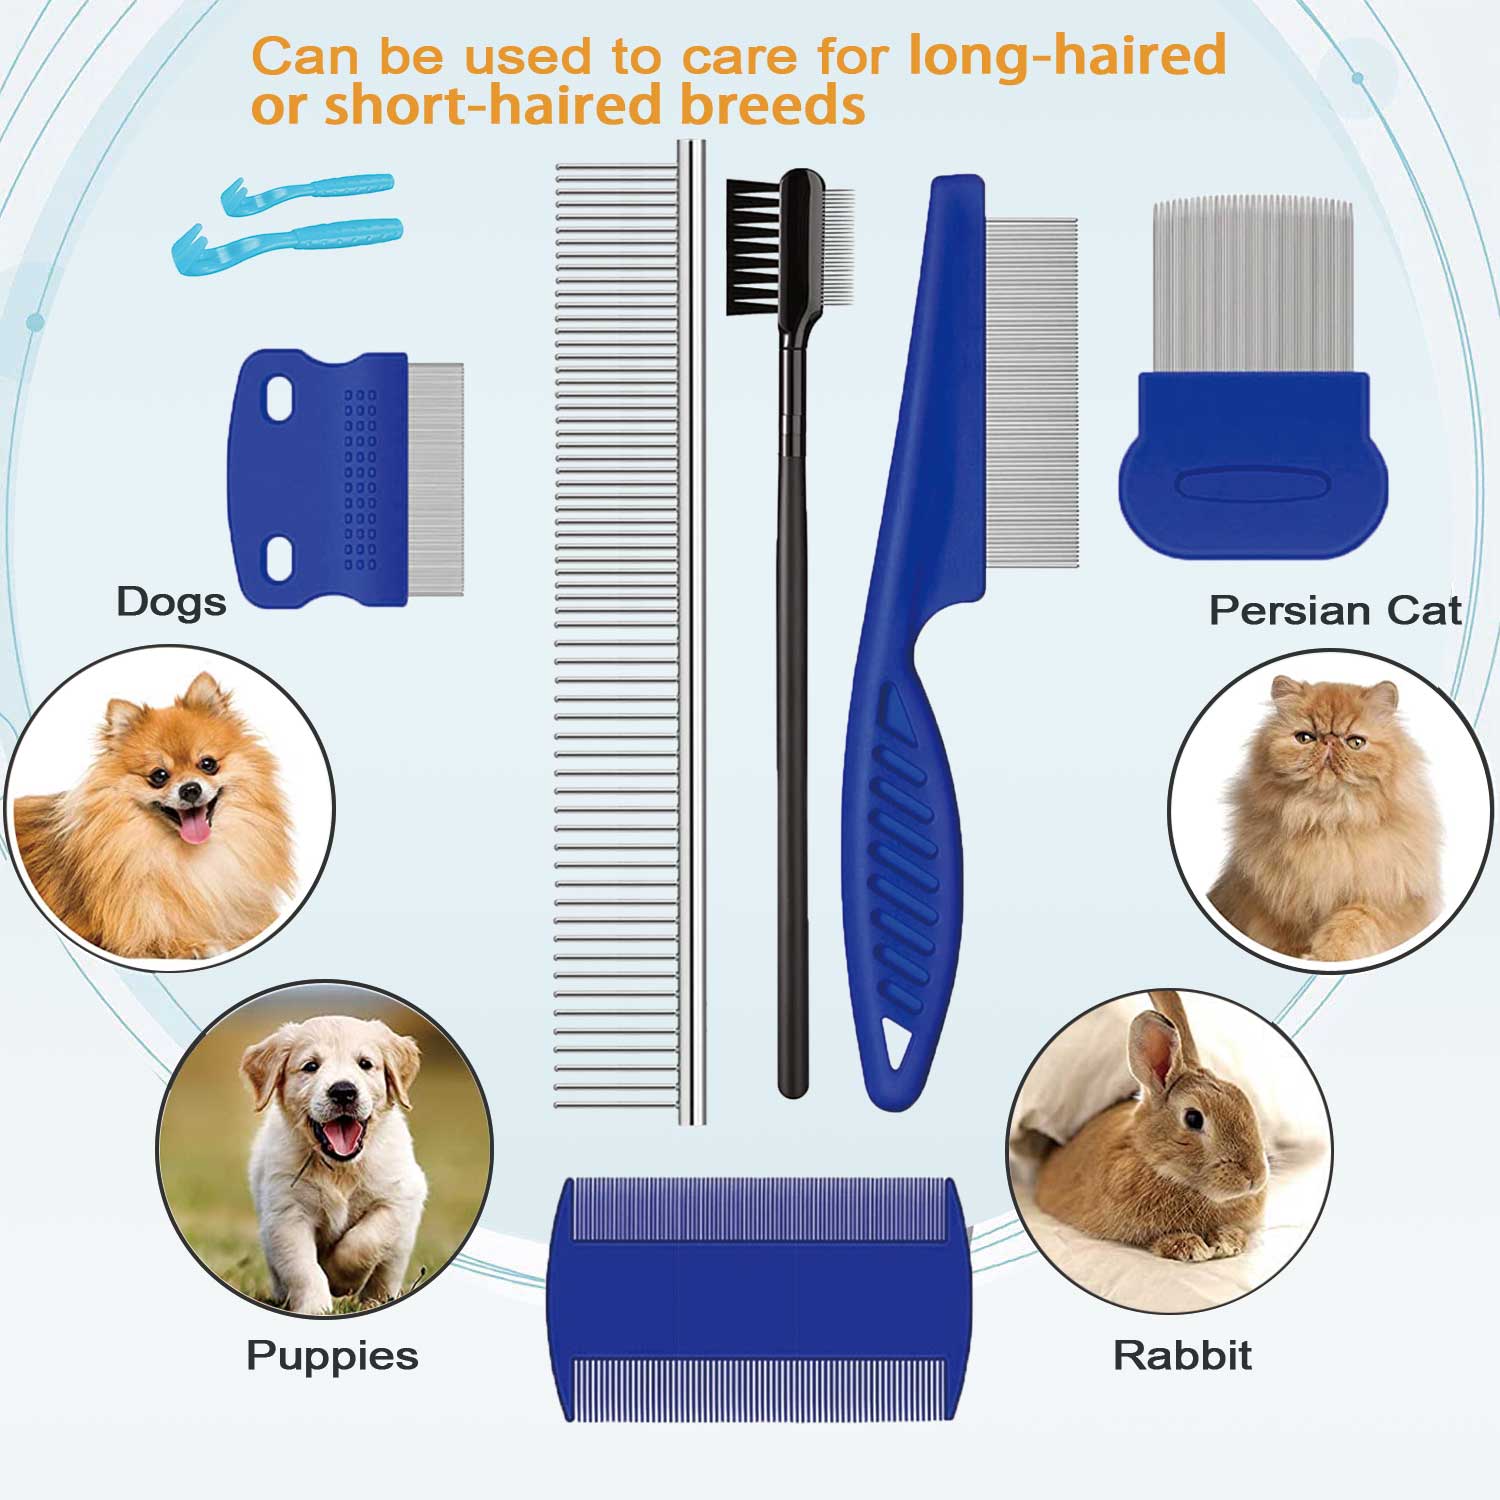 Can be used to care for long-haired
or short-haired breeds
Dogs
Persian Cat
Puppies
Rabbit